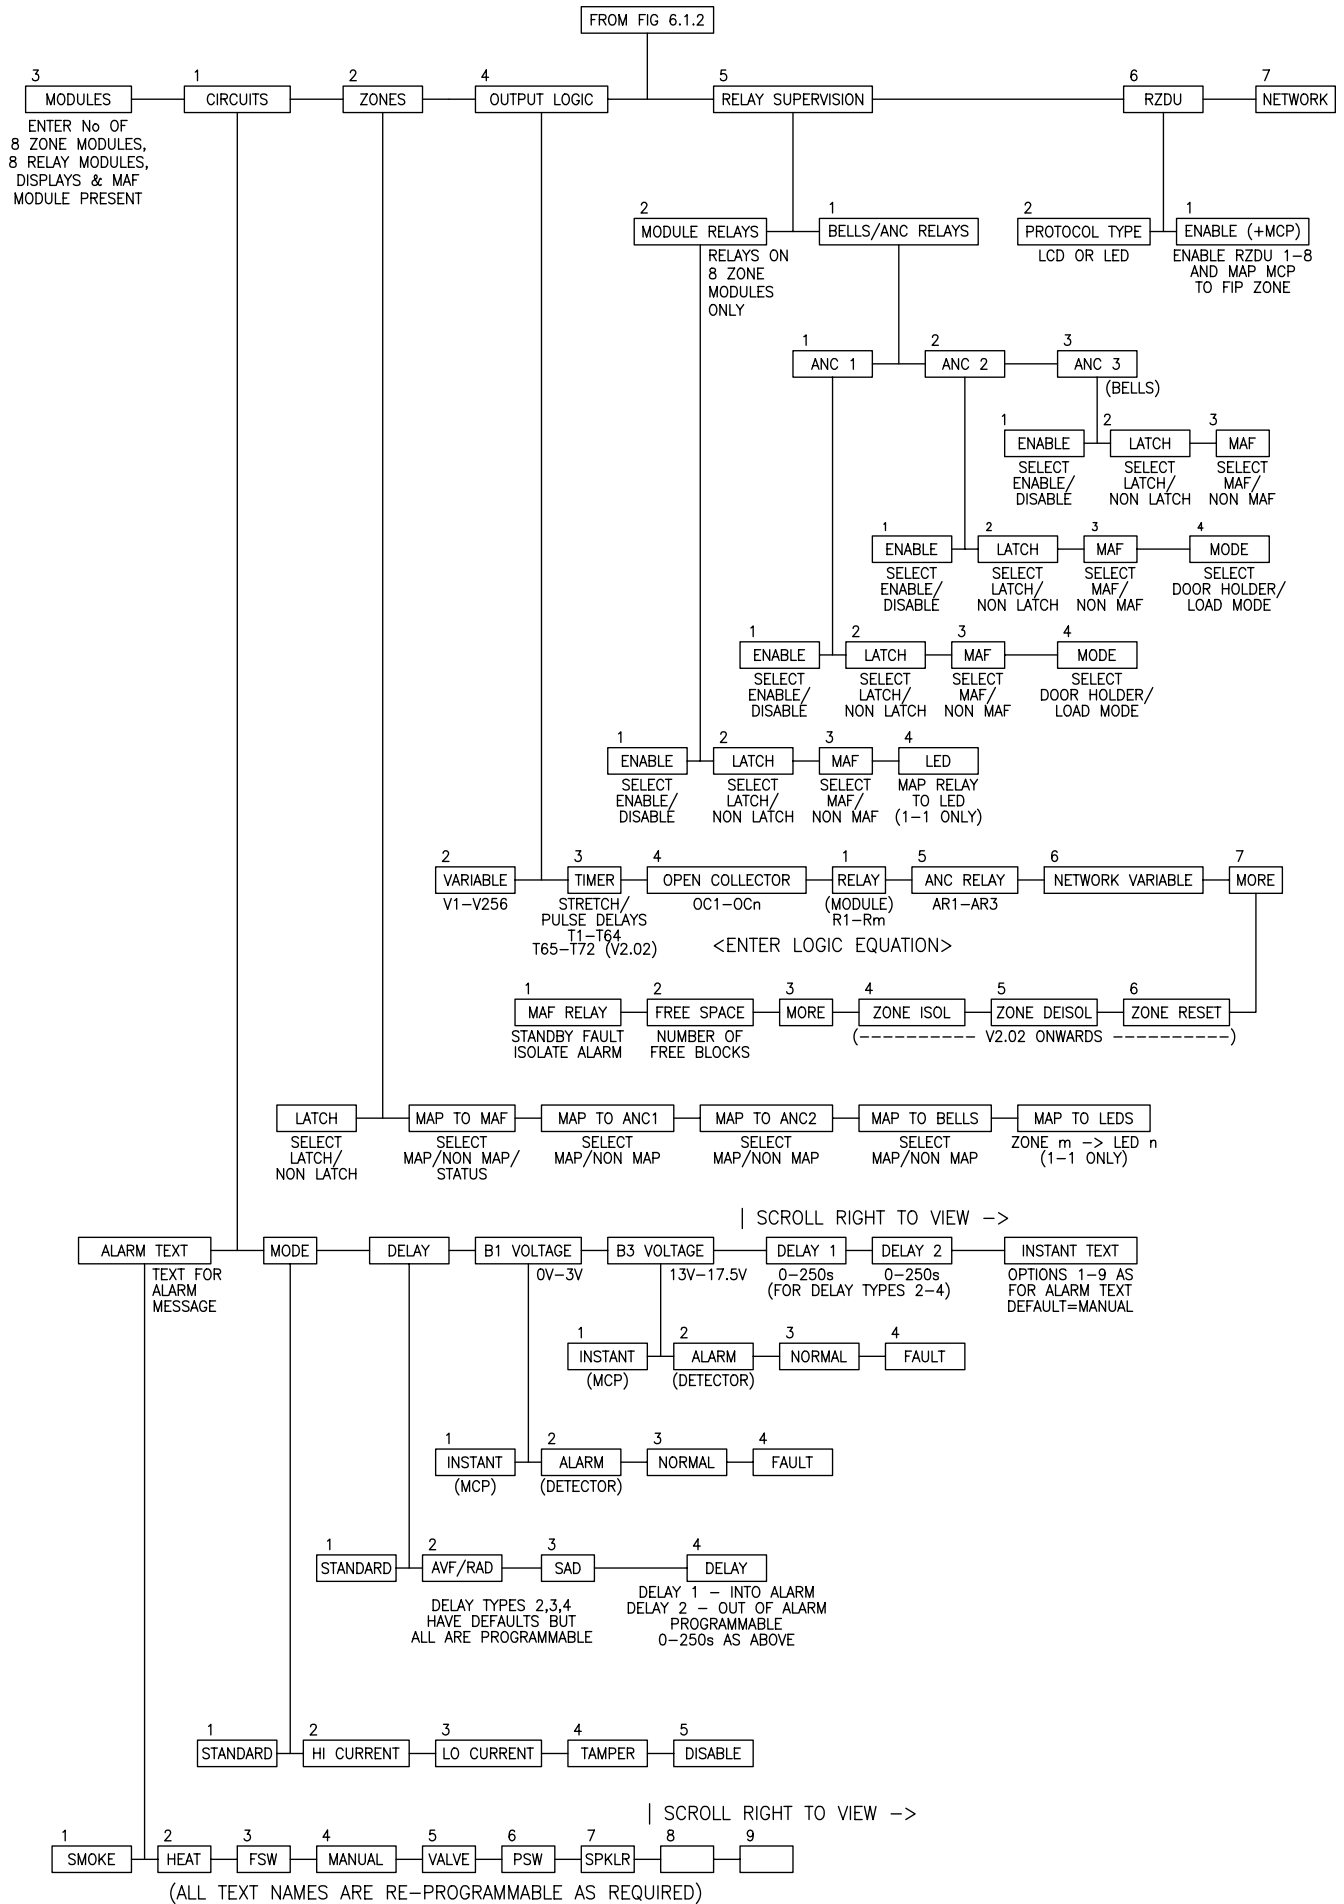 FROM FIG 6.1.2
3
MODULES
ENTER No OF
8 ZONE MODULES,
8 RELAY MODULES,
DISPLAYS & MAF
MODULE PRESENT
1
CIRCUITS
2
ZONES
4
OUTPUT LOGIC
5
RELAY SUPERVISION
6
RZDU
7
NETWORK
2
MODULE RELAYS
RELAYS ON
8 ZONE
MODULES
ONLY
1
BELLS/ANC RELAYS
2
PROTOCOL TYPE
LCD OR LED
1
ENABLE (+MCP)
ENABLE RZDU 1-8
AND MAP MCP
TO FIP ZONE
1
ANC 1
2
ANC 2
3
ANC 3
(BELLS)
1
ENABLE
SELECT
ENABLE/
DISABLE
2
LATCH
SELECT
LATCH/
NON LATCH
3
MAF
SELECT
MAF/
NON MAF
1
ENABLE
SELECT
ENABLE/
DISABLE
2
LATCH
SELECT
LATCH/
NON LATCH
3
MAF
SELECT
MAF/
NON MAF
4
MODE
SELECT
DOOR HOLDER/
LOAD MODE
1
ENABLE
SELECT
ENABLE/
DISABLE
2
LATCH
SELECT
LATCH/
NON LATCH
3
MAF
SELECT
MAF/
NON MAF
4
MODE
SELECT
DOOR HOLDER/
LOAD MODE
1
ENABLE
SELECT
ENABLE/
DISABLE
2
LATCH
SELECT
LATCH/
NON LATCH
3
MAF
SELECT
MAF/
NON MAF
4
LED
MAP RELAY
TO LED
(1-1 ONLY)
2
VARIABLE
V1-V256
3
TIMER
STRETCH/
PULSE DELAYS
T1-T64
T65-T72 (V2.02)
4
OPEN COLLECTOR
OC1-OCn
1
RELAY
(MODULE)
R1-Rm
5
ANC RELAY
AR1-AR3
6
NETWORK VARIABLE
7
MORE
<ENTER LOGIC EQUATION>
1
MAF RELAY
STANDBY FAULT
ISOLATE ALARM
2
FREE SPACE
NUMBER OF
FREE BLOCKS
3
MORE
4
ZONE ISOL
5
ZONE DEISOL
6
ZONE RESET
(---------- V2.02 ONWARDS ----------)
LATCH
SELECT
LATCH/
NON LATCH
MAP TO MAF
SELECT
MAP/NON MAP/
STATUS
MAP TO ANC1
SELECT
MAP/NON MAP
MAP TO ANC2
SELECT
MAP/NON MAP
MAP TO BELLS
SELECT
MAP/NON MAP
MAP TO LEDS
ZONE m -> LED n
(1-1 ONLY)
| SCROLL RIGHT TO VIEW ->
ALARM TEXT
TEXT FOR
ALARM
MESSAGE
MODE
DELAY
B1 VOLTAGE
0V-3V
B3 VOLTAGE
13V-17.5V
DELAY 1
0-250s
DELAY 2
0-250s
(FOR DELAY TYPES 2-4)
INSTANT TEXT
OPTIONS 1-9 AS
FOR ALARM TEXT
DEFAULT=MANUAL
1
INSTANT
(MCP)
2
ALARM
(DETECTOR)
3
NORMAL
4
FAULT
1
INSTANT
(MCP)
2
ALARM
(DETECTOR)
3
NORMAL
4
FAULT
1
STANDARD
2
AVF/RAD
3
SAD
4
DELAY
DELAY TYPES 2,3,4
HAVE DEFAULTS BUT
ALL ARE PROGRAMMABLE
DELAY 1 - INTO ALARM
DELAY 2 - OUT OF ALARM
PROGRAMMABLE
0-250s AS ABOVE
1
STANDARD
2
HI CURRENT
3
LO CURRENT
4
TAMPER
5
DISABLE
| SCROLL RIGHT TO VIEW ->
1
SMOKE
2
HEAT
3
FSW
4
MANUAL
5
VALVE
6
PSW
7
SPKLR
8
9
(ALL TEXT NAMES ARE RE-PROGRAMMABLE AS REQUIRED)